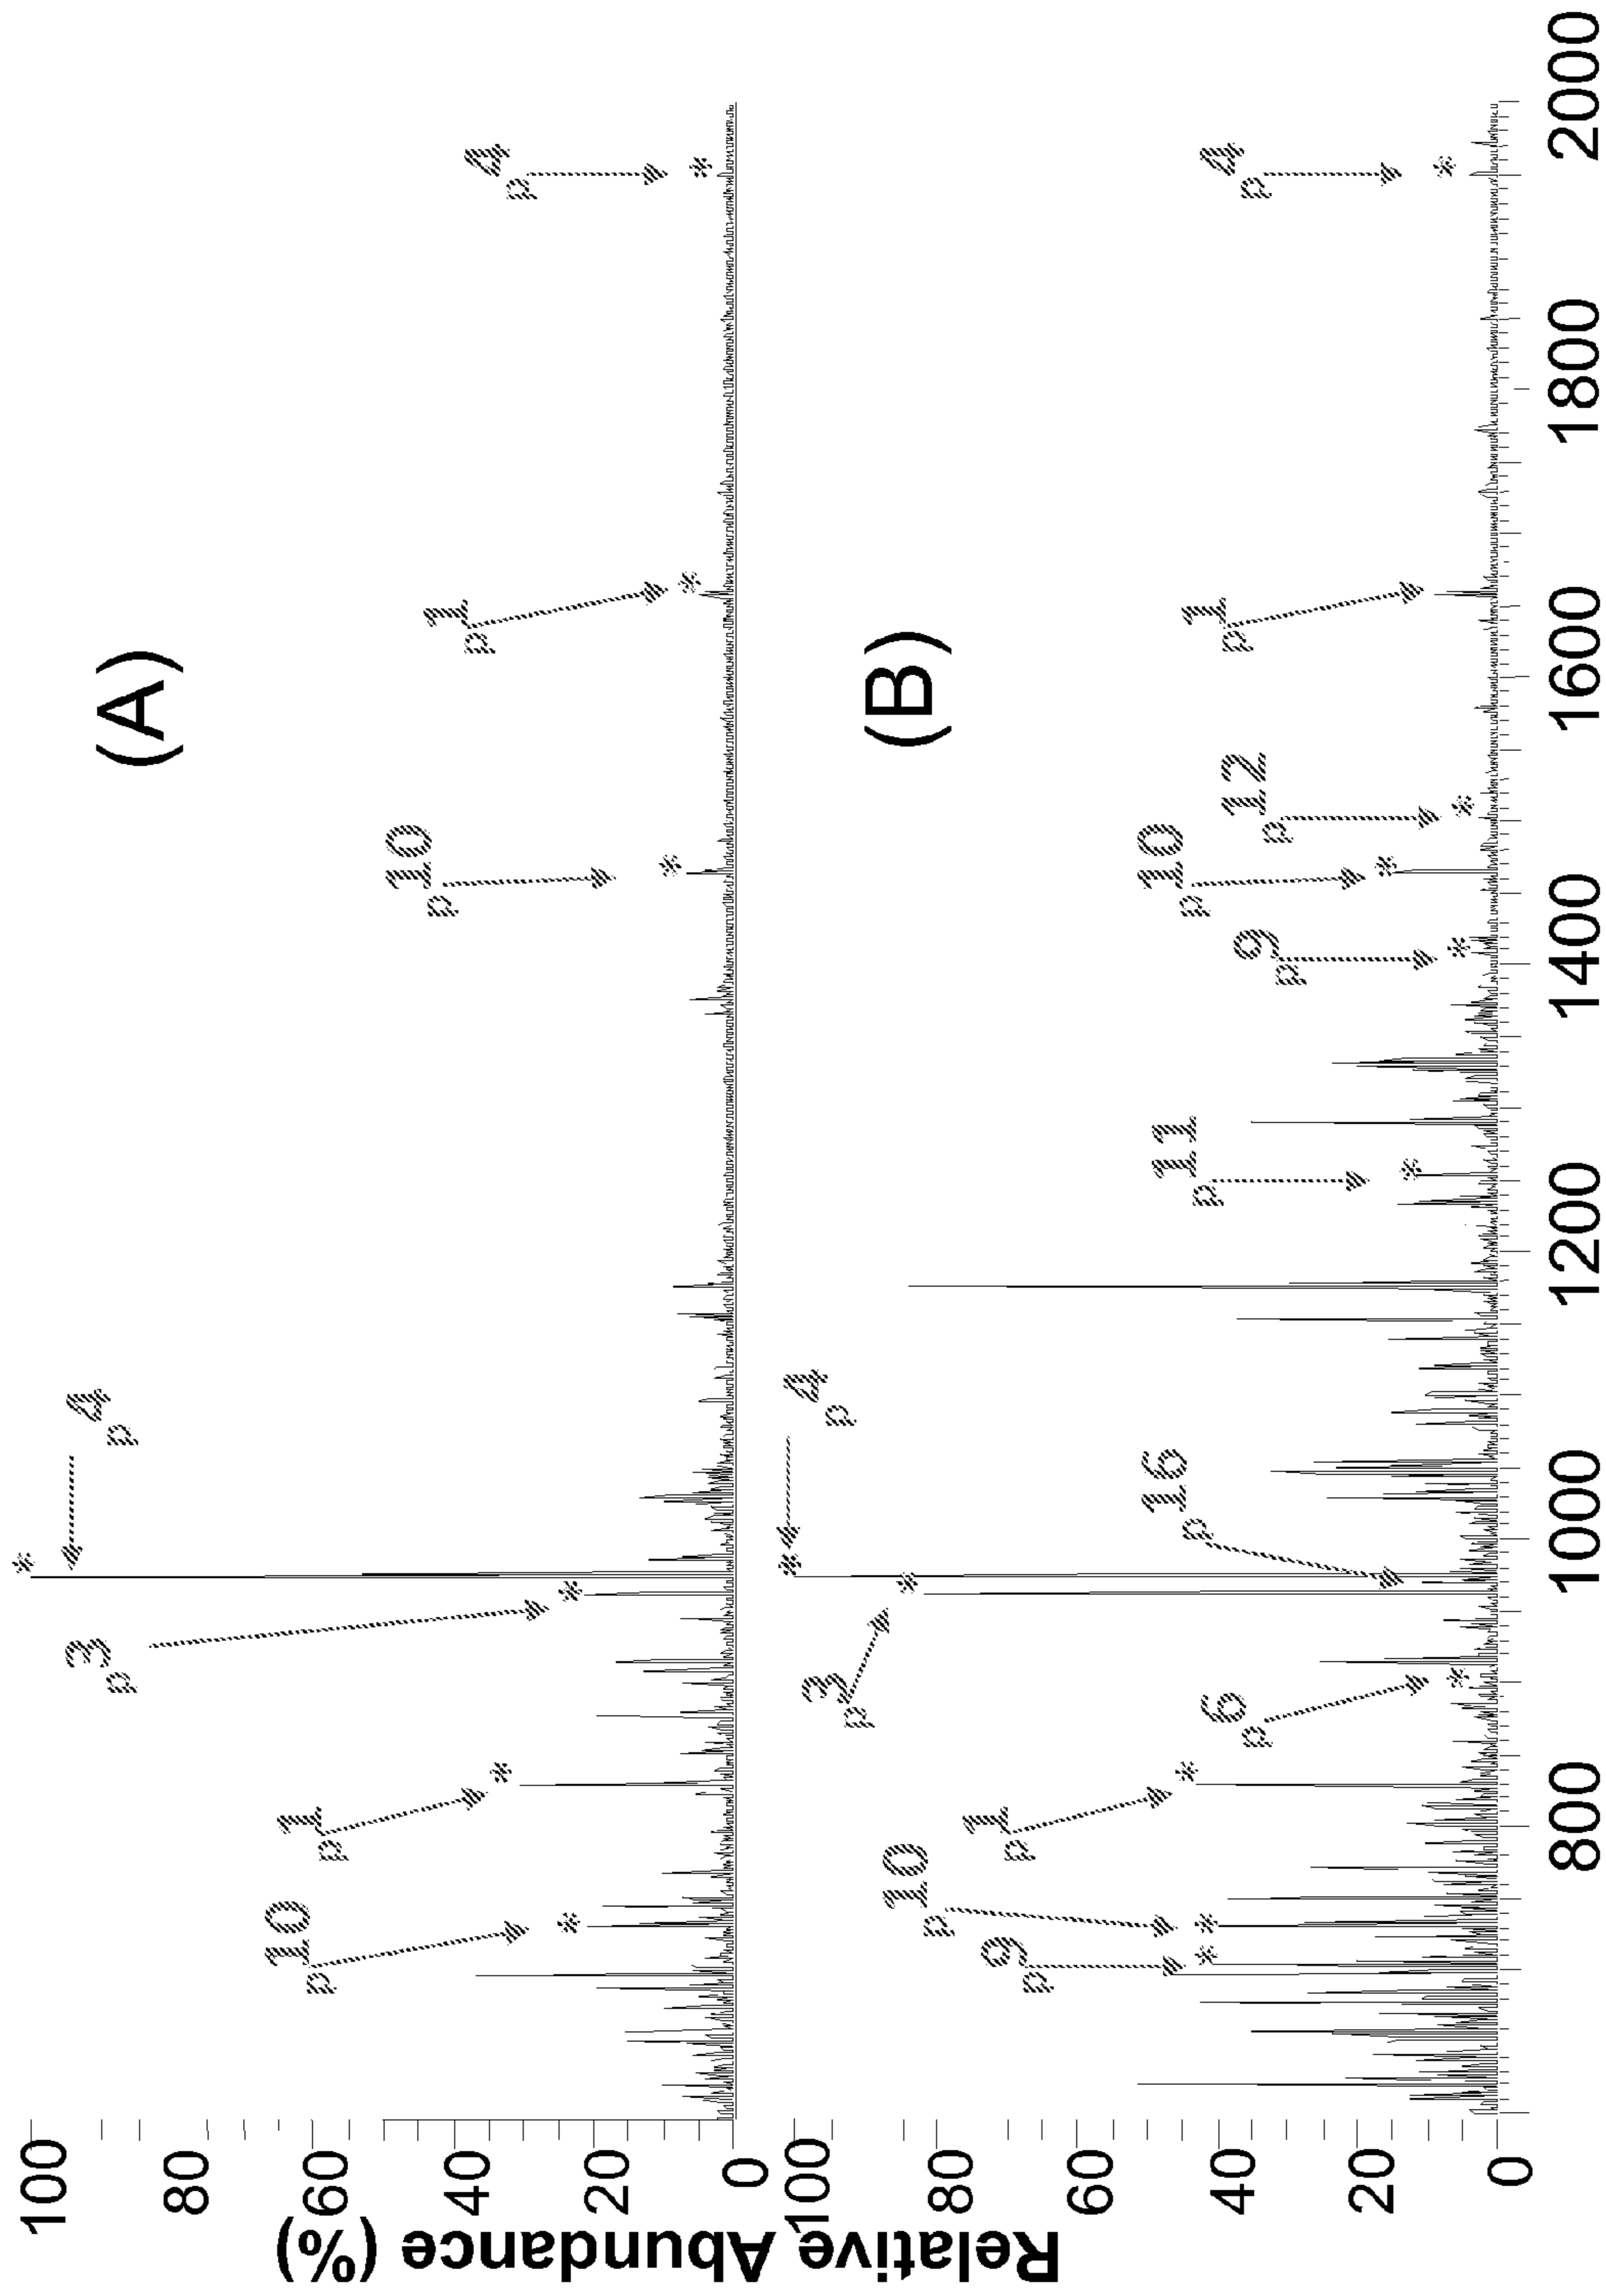 Relative Abundance (%)
(A)
100
80
60
40
20
0
p10
p1
p3
p4
p10
p1
p4
*
*
*
*
*
*
*
(B)
100
80
60
40
20
0
p9
p10
p1
p6
p3
p16
p4
p11
p9
p10
p12
p1
p4
*
*
*
*
*
*
*
*
*
*
*
800
1000
1200
1400
1600
1800
2000